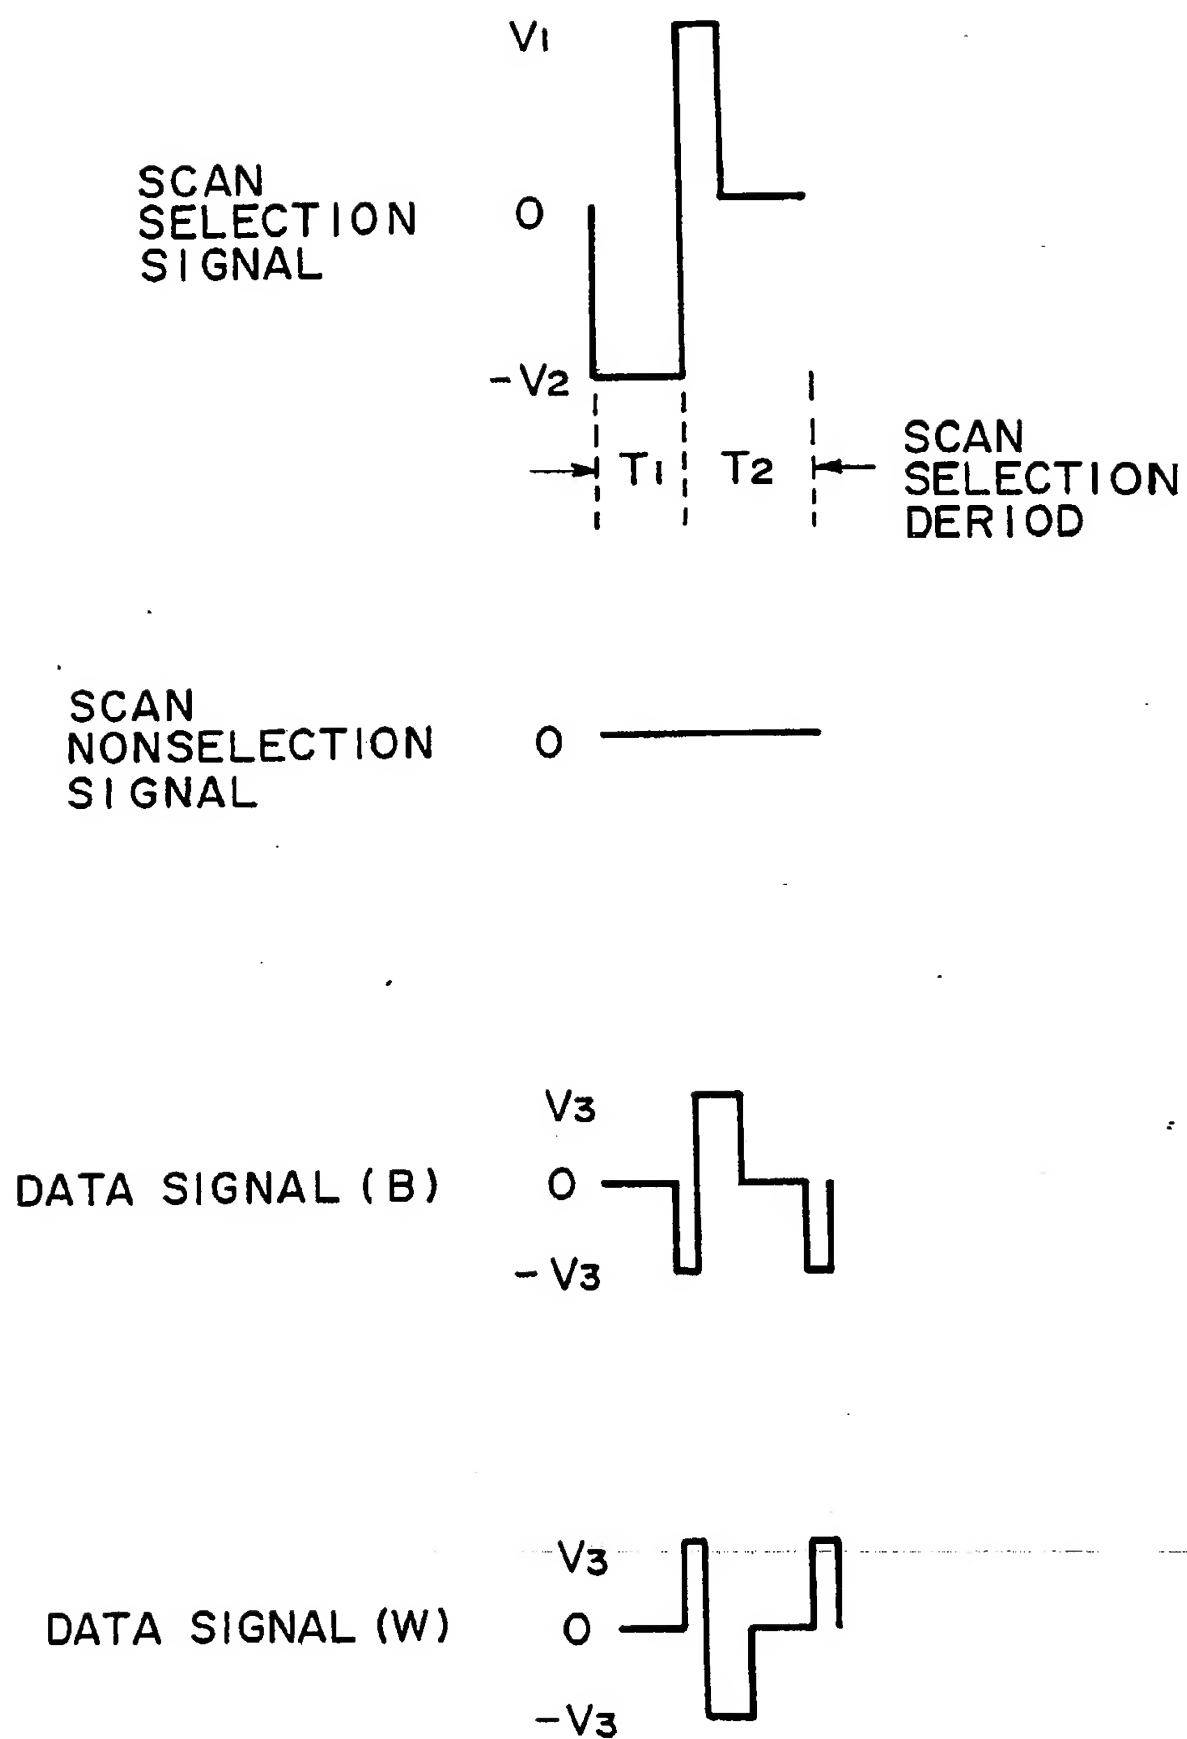 V1
SCAN
SELECTION
SIGNAL
0
-V2
T1
T2
SCAN
SELECTION
DERIOD
SCAN
NONSELECTION
SIGNAL
0
V3
DATA SIGNAL (B)
0
-V3
V3
DATA SIGNAL (W)
0
-V3